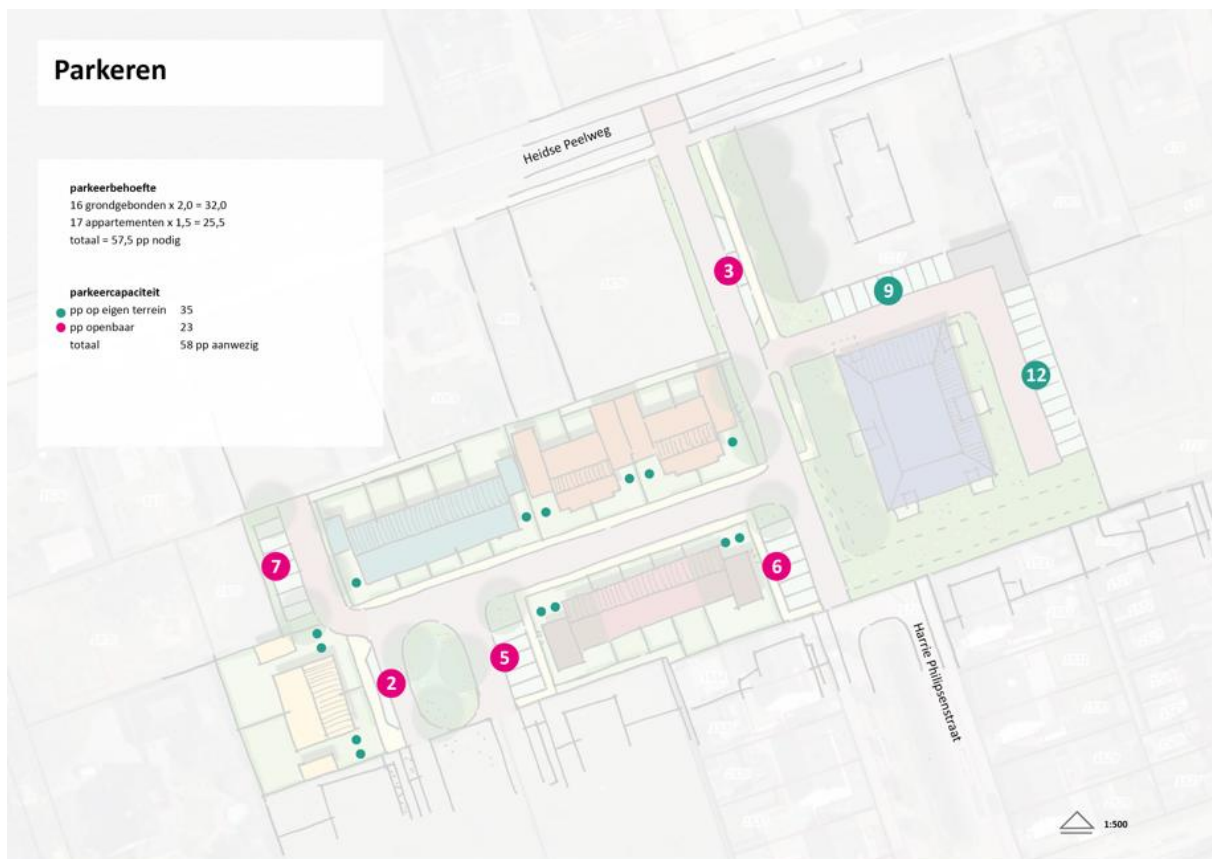 Parkeren
Heidse Peelweg
parkeerbehoefte
16 grondgebonden x 2,0 = 32,0
17 appartementen x 1,5 = 25,5
totaal = 57,5 pp nodig
parkeercapaciteit
pp op eigen terrein 35
pp openbaar 23
totaal 58 pp aanwezig
3
9
12
7
6
5
2
Harrie Philipsenstraat
1:500